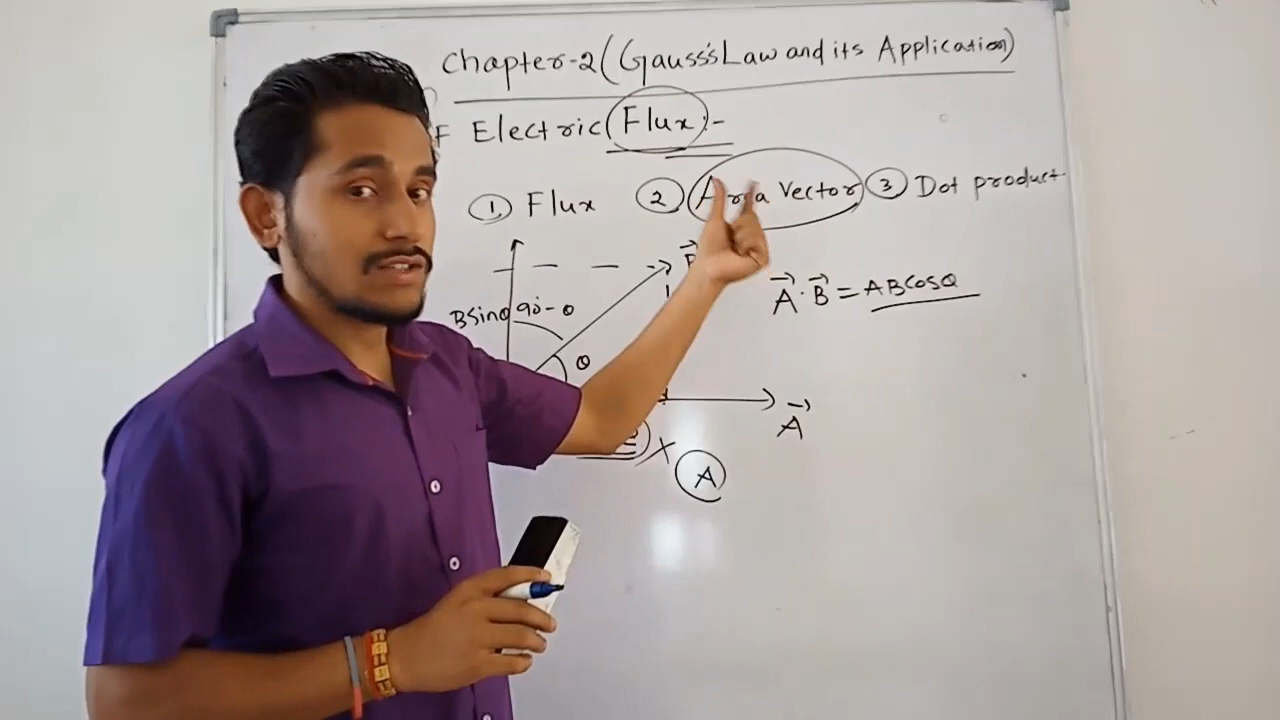 Chapter-2 (Gauss's Law and its Application)
F Electric Flux :-
① Flux ② Area Vector ③ Dot product
A⃗ · B⃗ = ABCosθ
BSinθ 90°-θ
θ
A⃗
× A